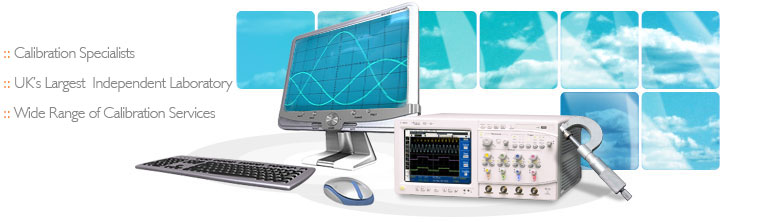 :: Calibration Specialists
:: UK's Largest Independent Laboratory
:: Wide Range of Calibration Services